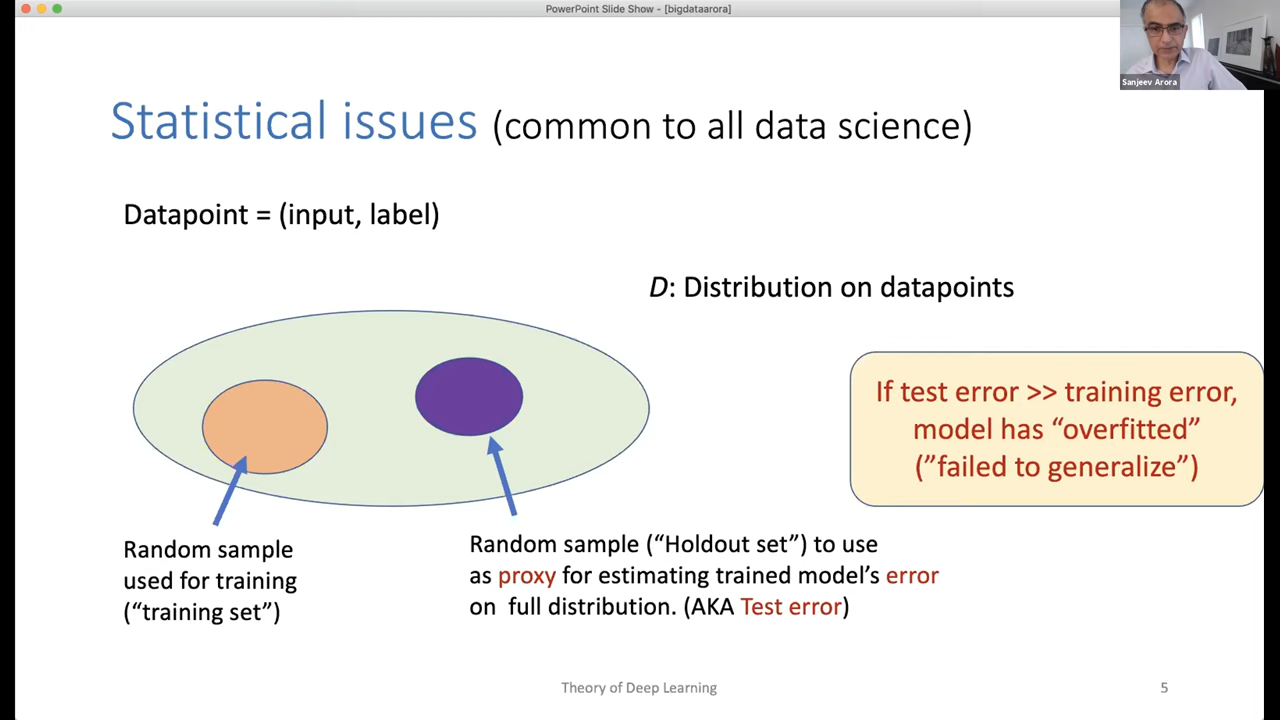 PowerPoint Slide Show - [bigdataarora]
Sanjeev Arora
Statistical issues (common to all data science)
Datapoint = (input, label)
D: Distribution on datapoints
If test error >> training error,
model has “overfitted”
(”failed to generalize”)
Random sample
used for training
(“training set”)
Random sample (“Holdout set”) to use
as proxy for estimating trained model’s error
on full distribution. (AKA Test error)
Theory of Deep Learning
5